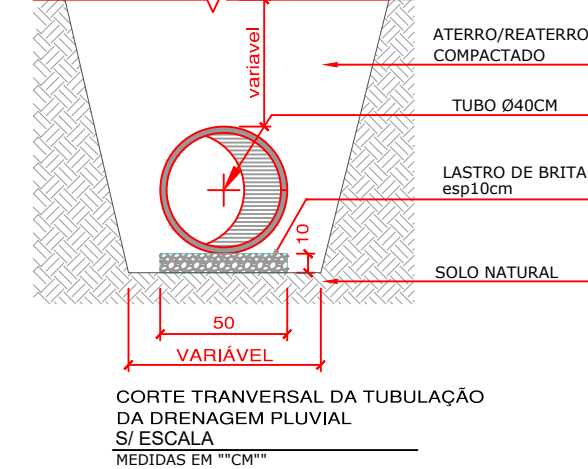 variavel
ATERRO/REATERRO
COMPACTADO
TUBO Ø40CM
LASTRO DE BRITA
esp10cm
10
SOLO NATURAL
50
VARIÁVEL
CORTE TRANVERSAL DA TUBULAÇÃO
DA DRENAGEM PLUVIAL
S/ ESCALA
MEDIDAS EM ""CM""